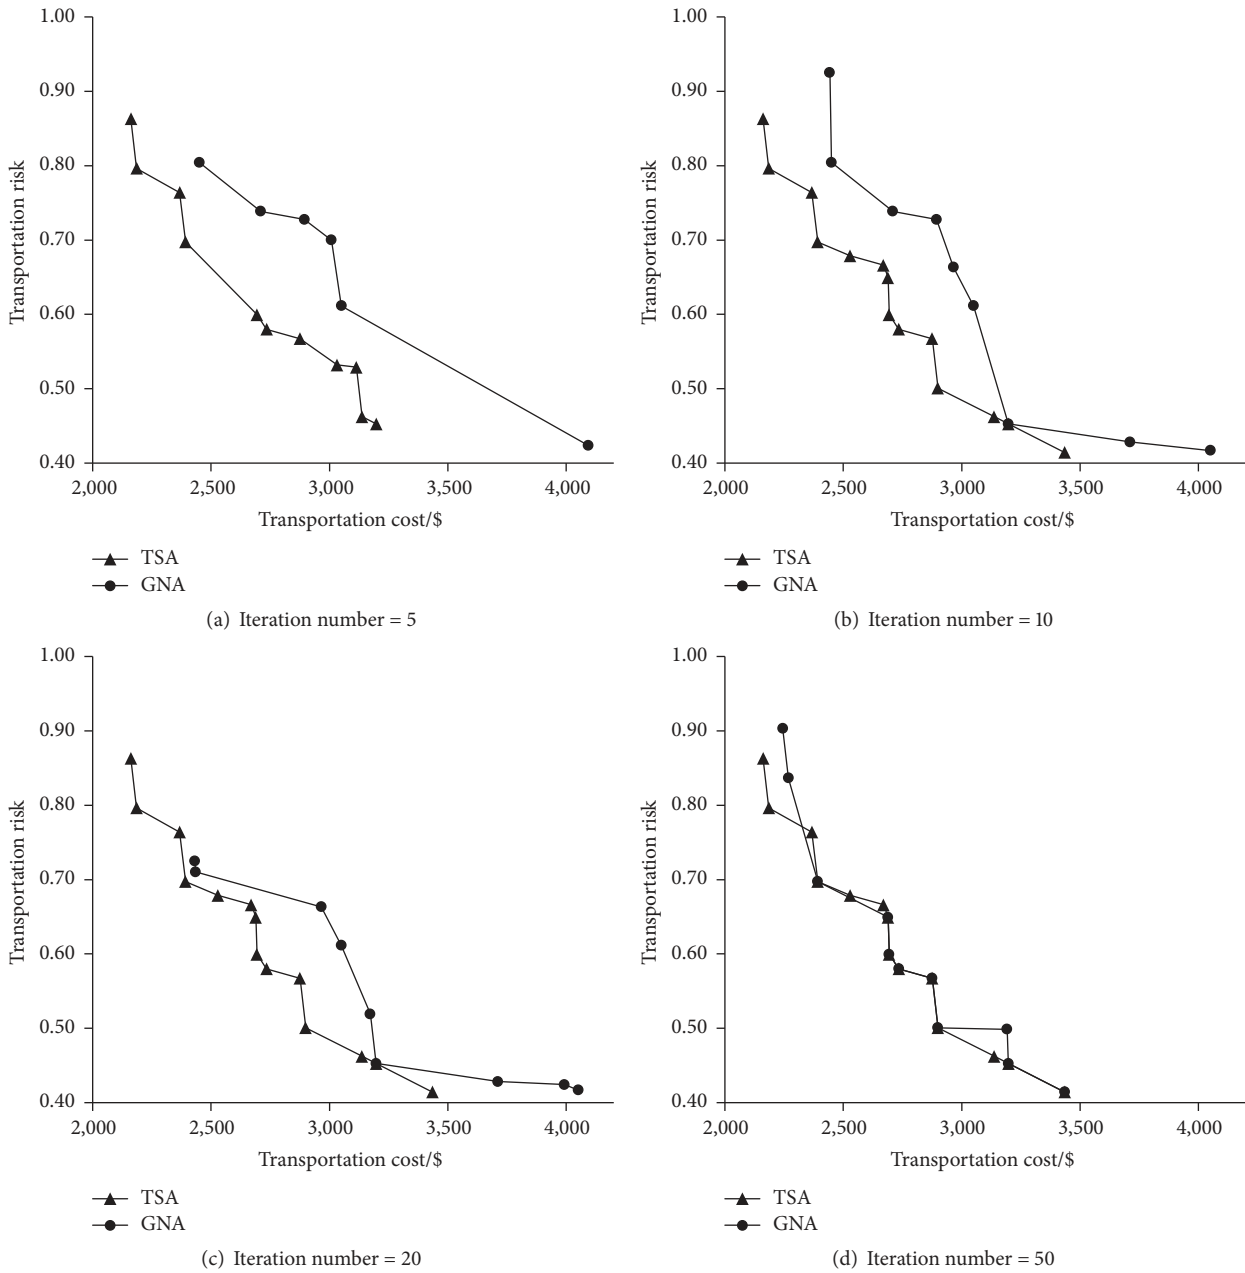 1.00
0.90
0.80
0.70
0.60
0.50
0.40
Transportation risk
2,000
2,500
3,000
3,500
4,000
Transportation cost/$
TSA
GNA
(a) Iteration number = 5
1.00
0.90
0.80
0.70
0.60
0.50
0.40
Transportation risk
2,000
2,500
3,000
3,500
4,000
Transportation cost/$
TSA
GNA
(b) Iteration number = 10
1.00
0.90
0.80
0.70
0.60
0.50
0.40
Transportation risk
2,000
2,500
3,000
3,500
4,000
Transportation cost/$
TSA
GNA
(c) Iteration number = 20
1.00
0.90
0.80
0.70
0.60
0.50
0.40
Transportation risk
2,000
2,500
3,000
3,500
4,000
Transportation cost/$
TSA
GNA
(d) Iteration number = 50